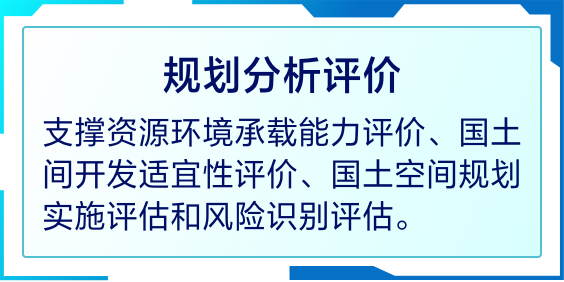 规划分析评价
支撑资源环境承载能力评价、国土
间开发适宜性评价、国土空间规划
实施评估和风险识别评估。